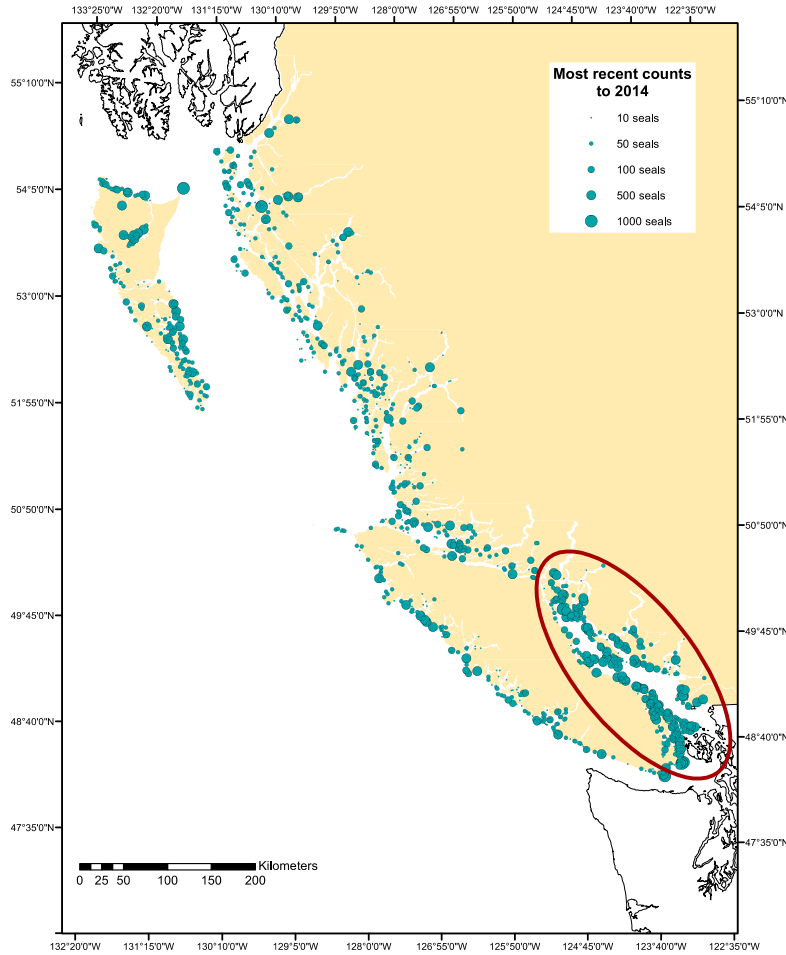 133°25'0"W 132°20'0"W 131°15'0"W 130°10'0"W 129°5'0"W 128°0'0"W 126°55'0"W 125°50'0"W 124°45'0"W 123°40'0"W 122°35'0"W
55°10'0"N
55°10'0"N
Most recent counts
to 2014
10 seals
50 seals
100 seals
500 seals
1000 seals
54°5'0"N
54°5'0"N
53°0'0"N
53°0'0"N
51°55'0"N
51°55'0"N
50°50'0"N
50°50'0"N
49°45'0"N
49°45'0"N
48°40'0"N
48°40'0"N
47°35'0"N
47°35'0"N
Kilometers
0 25 50 100 150 200
132°20'0"W 131°15'0"W 130°10'0"W 129°5'0"W 128°0'0"W 126°55'0"W 125°50'0"W 124°45'0"W 123°40'0"W 122°35'0"W